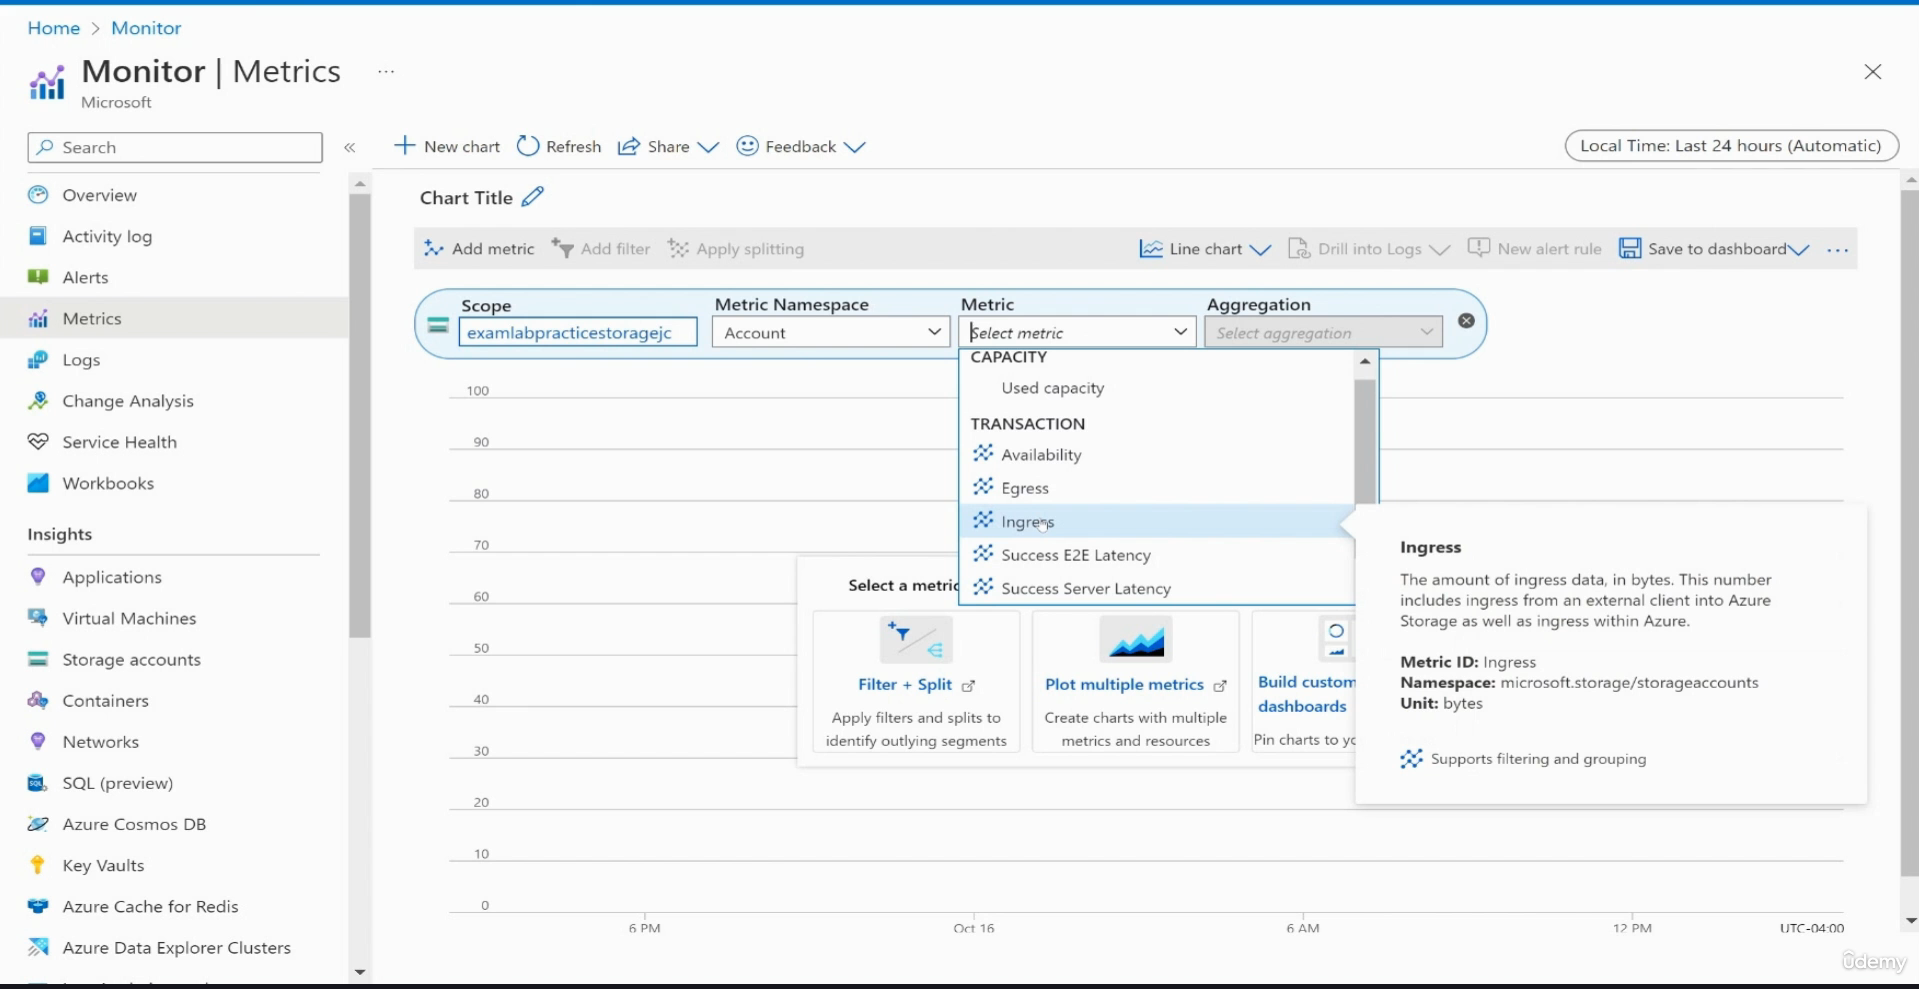 Home > Monitor
Monitor | Metrics ...
Microsoft
Search
«
New chart Refresh Share Feedback
Local Time: Last 24 hours (Automatic)
Overview
Activity log
Alerts
Metrics
Logs
Change Analysis
Service Health
Workbooks
Insights
Applications
Virtual Machines
Storage accounts
Containers
Networks
SQL (preview)
Azure Cosmos DB
Key Vaults
Azure Cache for Redis
Azure Data Explorer Clusters
Chart Title
Add metric Add filter Apply splitting Line chart Drill into Logs New alert rule Save to dashboard ...
Scope Metric Namespace Metric Aggregation
examlabpracticestoragejc Account Select metric Select aggregation
CAPACITY
Used capacity
TRANSACTION
Availability
Egress
Ingress
Success E2E Latency
Success Server Latency
100
90
80
70
60
50
40
30
20
10
0
6 PM Oct 16 6 AM 12 PM UTC-04:00
Select a metric
Filter + Split
Apply filters and splits to
identify outlying segments
Plot multiple metrics
Create charts with multiple
metrics and resources
Build custom
dashboards
Pin charts to yo
Ingress
The amount of ingress data, in bytes. This number
includes ingress from an external client into Azure
Storage as well as ingress within Azure.
Metric ID: Ingress
Namespace: microsoft.storage/storageaccounts
Unit: bytes
Supports filtering and grouping
ûdemy